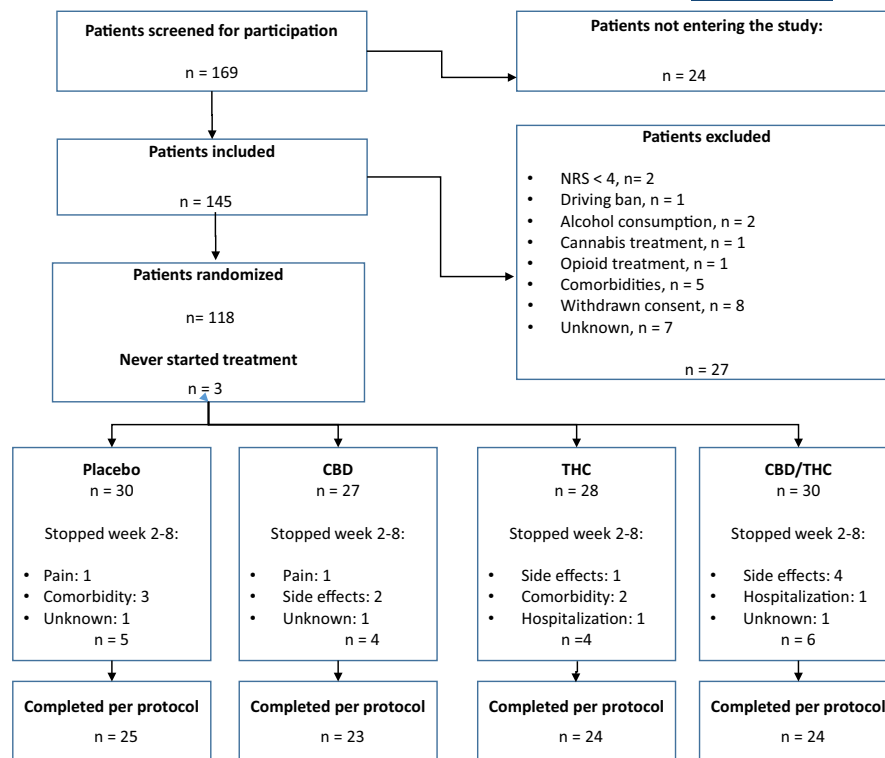 Patients screened for participation
n = 169
Patients not entering the study:
n = 24
Patients included
n = 145
Patients excluded
• NRS < 4, n= 2
• Driving ban, n = 1
• Alcohol consumption, n = 2
• Cannabis treatment, n = 1
• Opioid treatment, n = 1
• Comorbidities, n = 5
• Withdrawn consent, n = 8
• Unknown, n = 7
n = 27
Patients randomized
n= 118
Never started treatment
n = 3
Placebo
n = 30
Stopped week 2-8:
• Pain: 1
• Comorbidity: 3
• Unknown: 1
n = 5
CBD
n = 27
Stopped week 2-8:
• Pain: 1
• Side effects: 2
• Unknown: 1
n = 4
THC
n = 28
Stopped week 2-8:
• Side effects: 1
• Comorbidity: 2
• Hospitalization: 1
n =4
CBD/THC
n = 30
Stopped week 2-8:
• Side effects: 4
• Hospitalization: 1
• Unknown: 1
n = 6
Completed per protocol
n = 25
Completed per protocol
n = 23
Completed per protocol
n = 24
Completed per protocol
n = 24